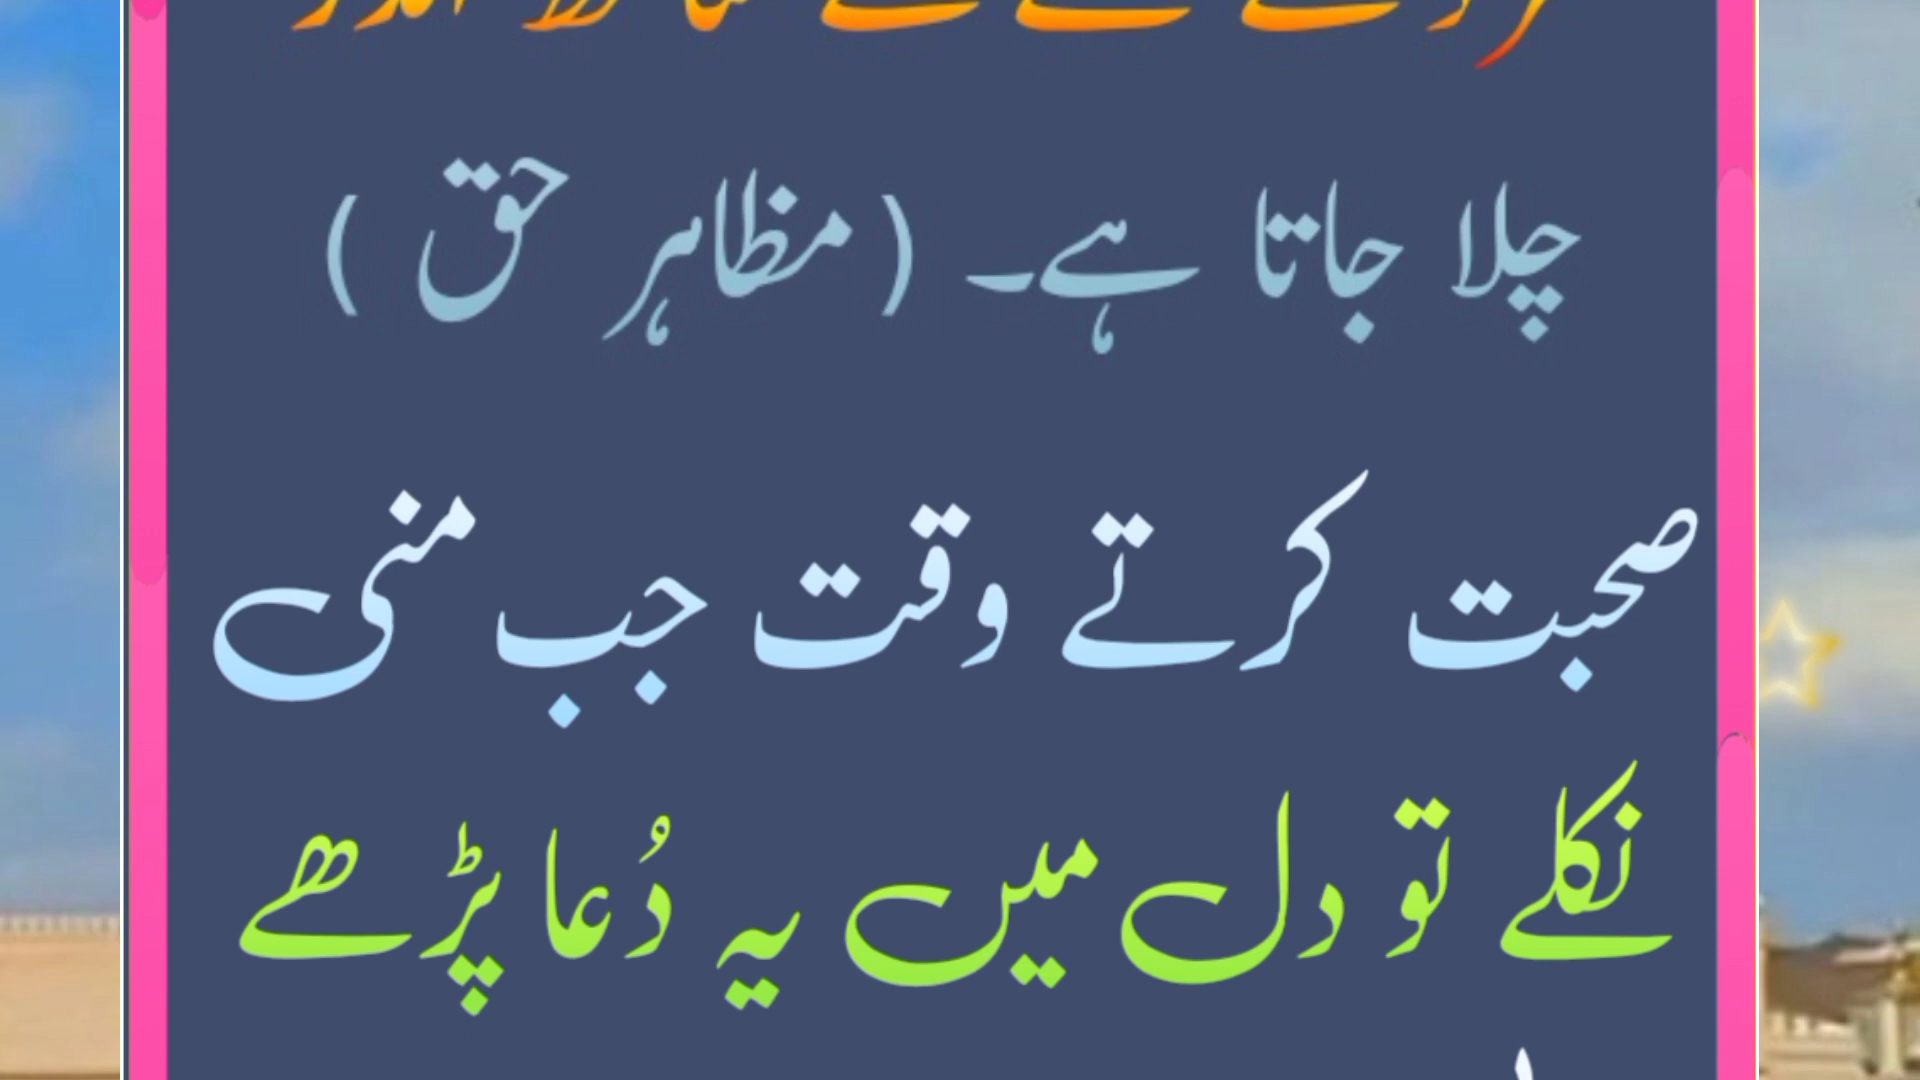 چلا جاتا ہے۔ ( مظاہر حق )
صحبت کرتے وقت جب منی
نکلے تو دل میں یہ دُعا پڑھے